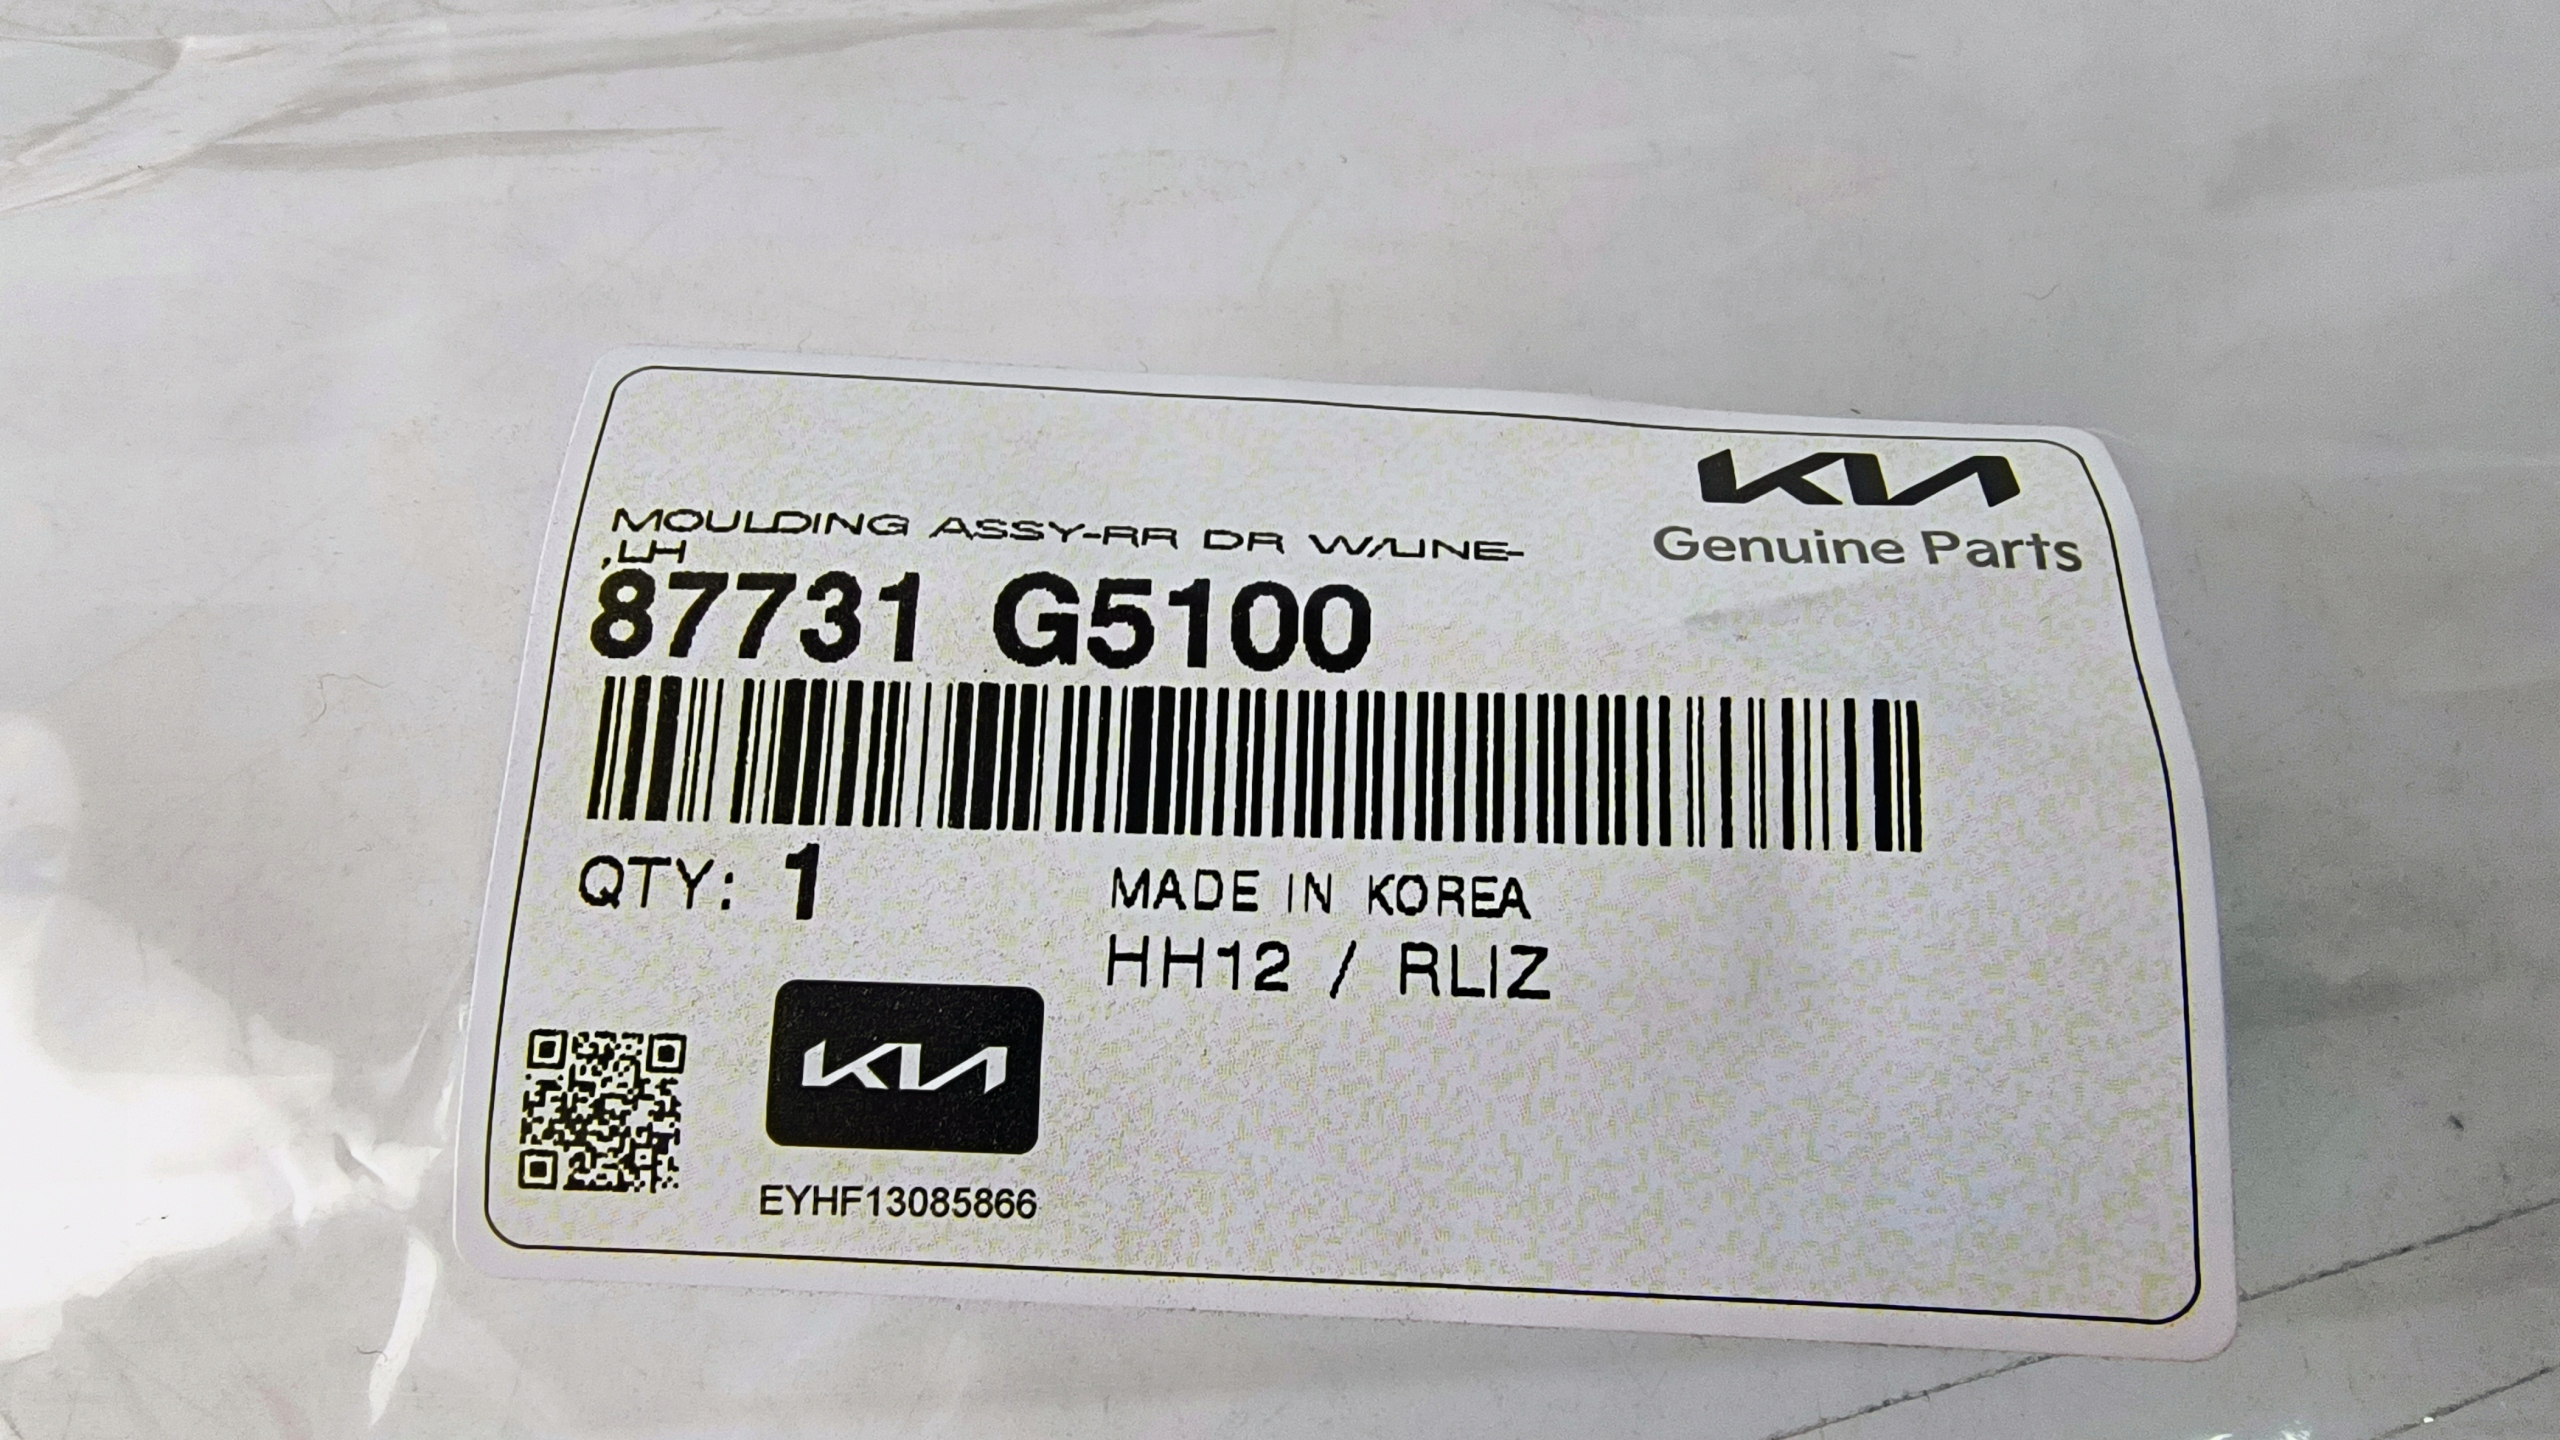 KIA
Genuine Parts
MOULDING ASSY-RR DR W/LINE-
,LH
87731 G5100
QTY: 1
MADE IN KOREA
HH12 / RLIZ
KIA
EYHF13085866